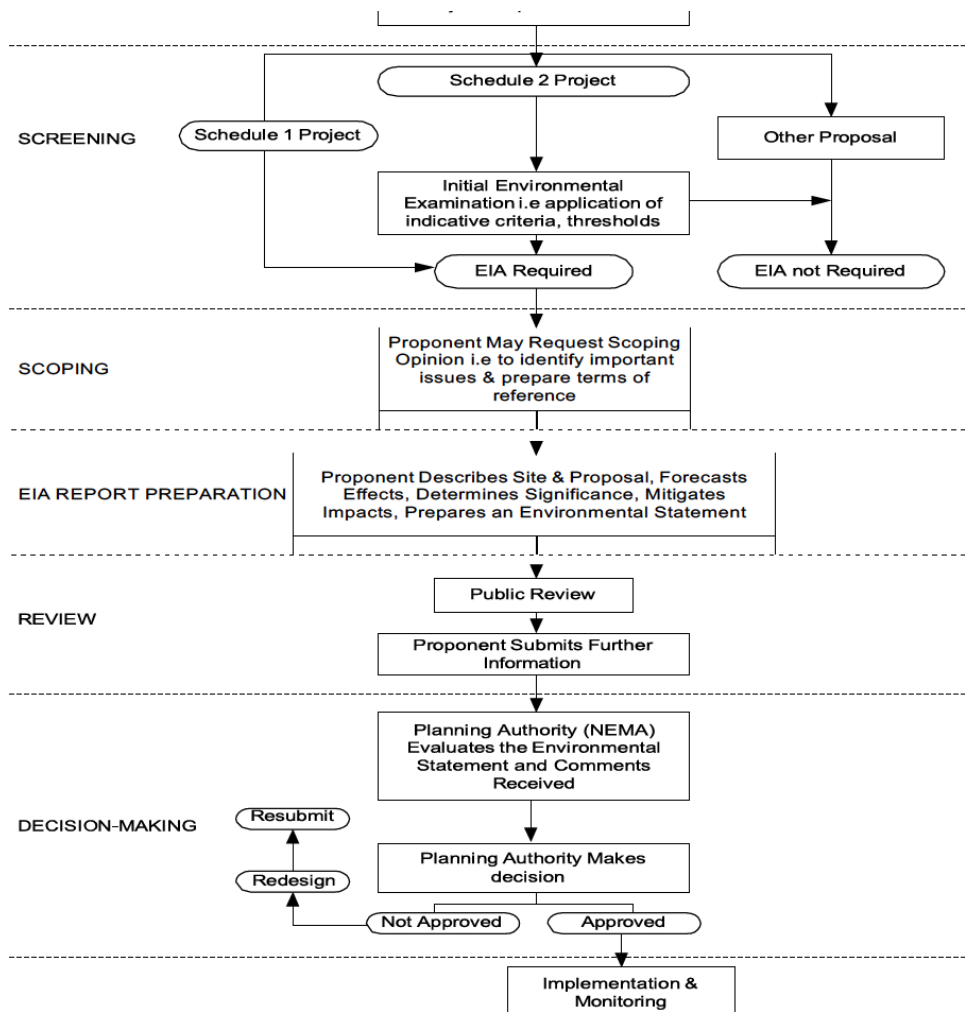 Schedule 2 Project
SCREENING
Schedule 1 Project
Other Proposal
Initial Environmental
Examination i.e application of
indicative criteria, thresholds
EIA Required
EIA not Required
SCOPING
Proponent May Request Scoping
Opinion i.e to identify important
issues & prepare terms of
reference
EIA REPORT PREPARATION
Proponent Describes Site & Proposal, Forecasts
Effects, Determines Significance, Mitigates
Impacts, Prepares an Environmental Statement
REVIEW
Public Review
Proponent Submits Further
Information
DECISION-MAKING
Planning Authority (NEMA)
Evaluates the Environmental
Statement and Comments
Received
Resubmit
Redesign
Planning Authority Makes
decision
Not Approved
Approved
Implementation &
Monitoring